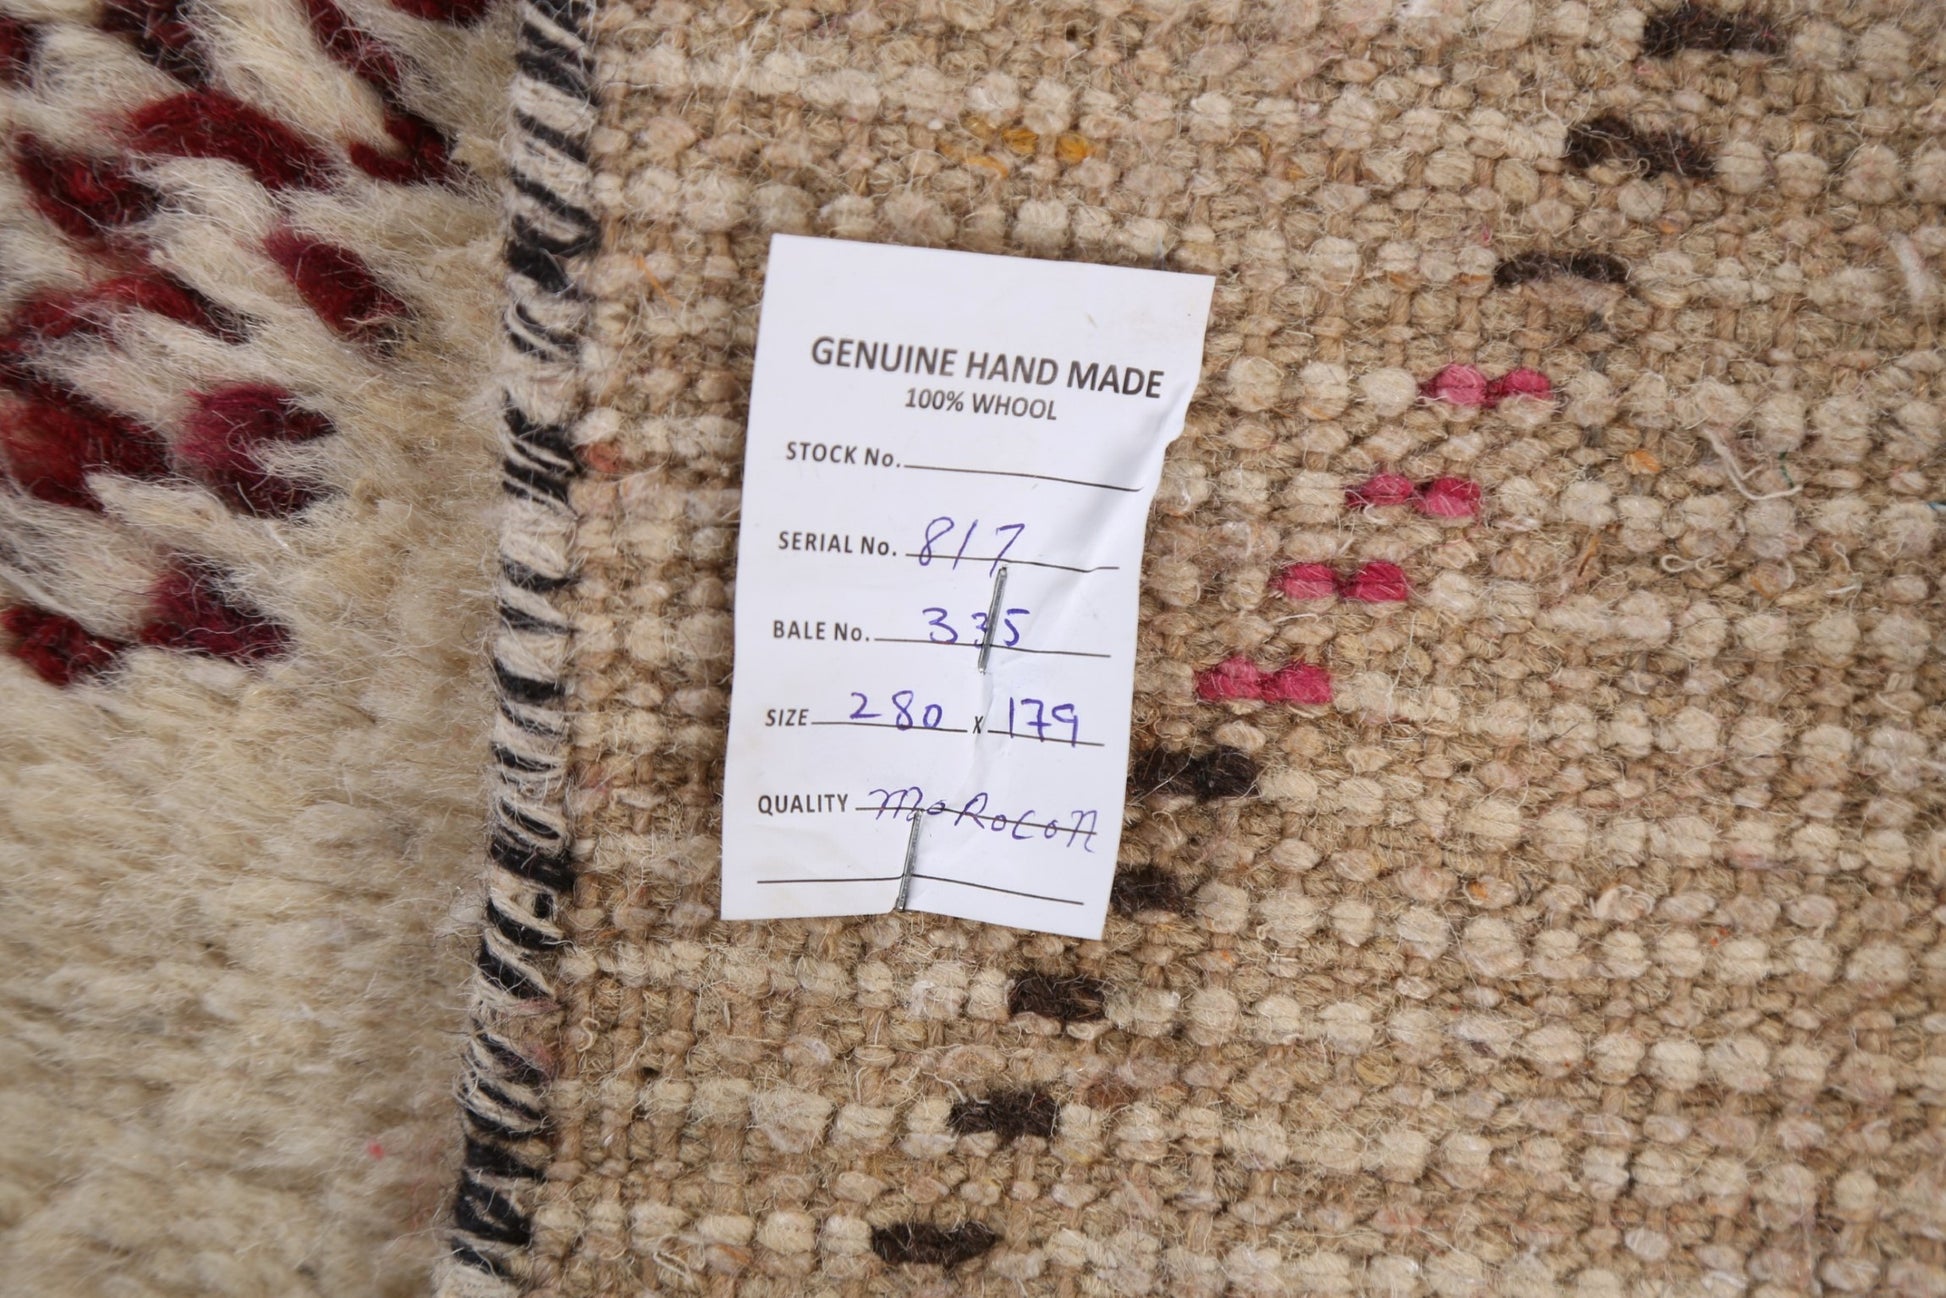 GENUINE HAND MADE
100% WHOOL
STOCK No.
SERIAL No. 817
BALE No. 335
SIZE 280 x 179
QUALITY MoRocon